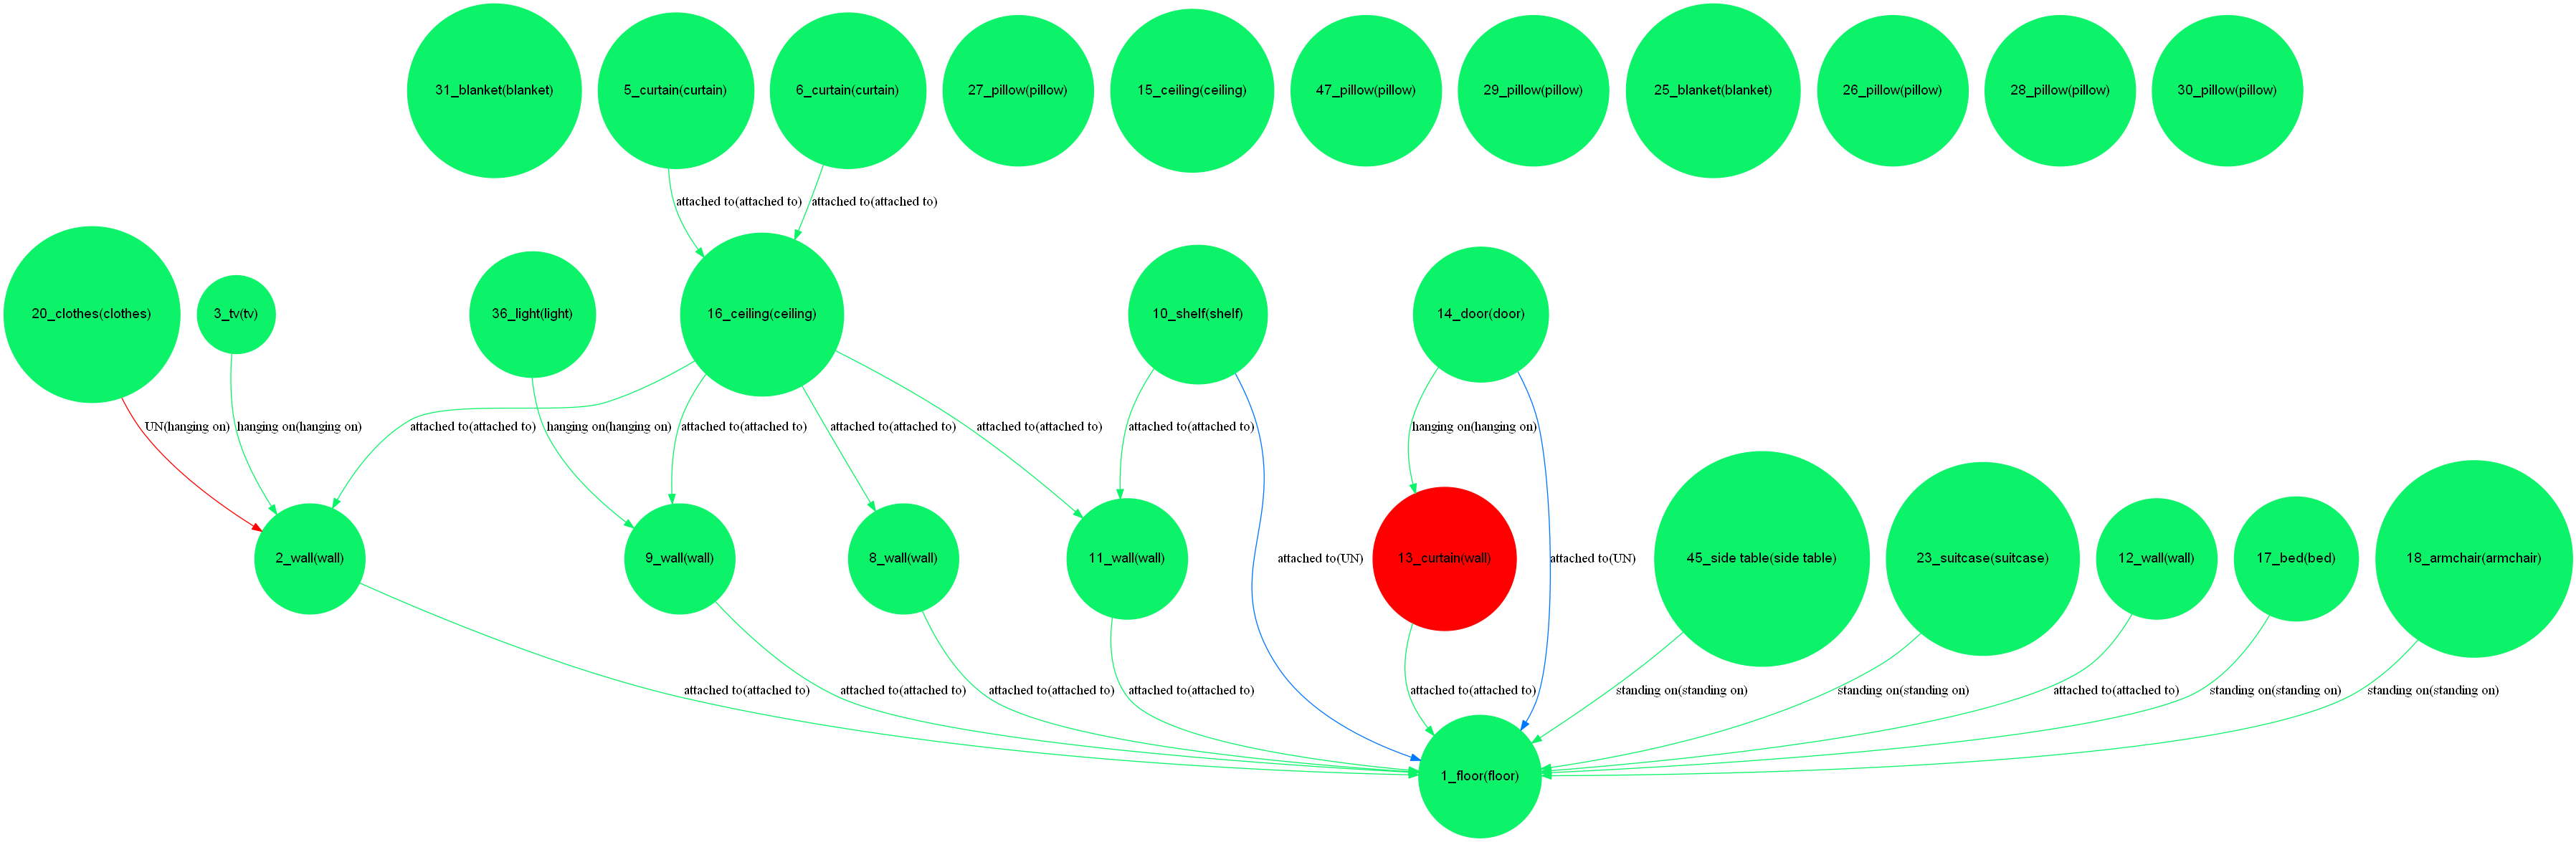 31_blanket(blanket)
5_curtain(curtain)
6_curtain(curtain)
27_pillow(pillow)
15_ceiling(ceiling)
47_pillow(pillow)
29_pillow(pillow)
25_blanket(blanket)
26_pillow(pillow)
28_pillow(pillow)
30_pillow(pillow)
attached to(attached to)
attached to(attached to)
20_clothes(clothes)
3_tv(tv)
36_light(light)
16_ceiling(ceiling)
10_shelf(shelf)
14_door(door)
UN(hanging on)
hanging on(hanging on)
attached to(attached to)
hanging on(hanging on)
attached to(attached to)
attached to(attached to)
attached to(attached to)
attached to(attached to)
hanging on(hanging on)
2_wall(wall)
9_wall(wall)
8_wall(wall)
11_wall(wall)
attached to(UN)
13_curtain(wall)
attached to(UN)
45_side table(side table)
23_suitcase(suitcase)
12_wall(wall)
17_bed(bed)
18_armchair(armchair)
attached to(attached to)
attached to(attached to)
attached to(attached to)
attached to(attached to)
attached to(attached to)
standing on(standing on)
standing on(standing on)
attached to(attached to)
standing on(standing on)
standing on(standing on)
1_floor(floor)